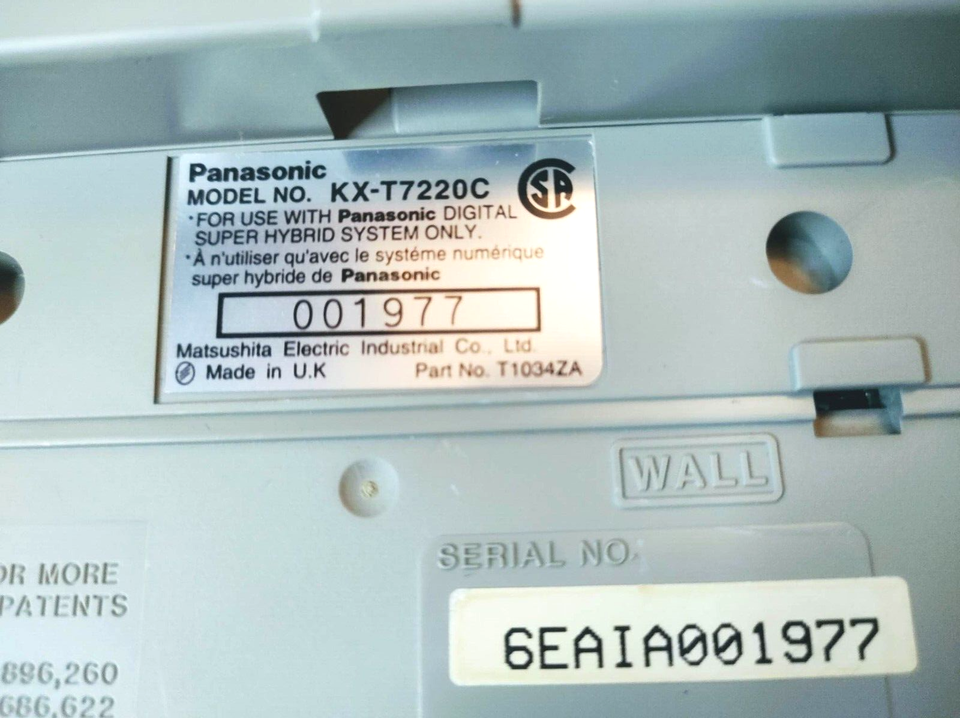 Panasonic
MODEL NO. KX-T7220C
•FOR USE WITH Panasonic DIGITAL
SUPER HYBRID SYSTEM ONLY.
•À n'utiliser qu'avec le systéme numérique
super hybride de Panasonic
001977
Matsushita Electric Industrial Co., Ltd.
Made in U.K Part No. T1034ZA
WALL
SERIAL NO.
6EAIA001977
OR MORE
PATENTS
896,260
686,622